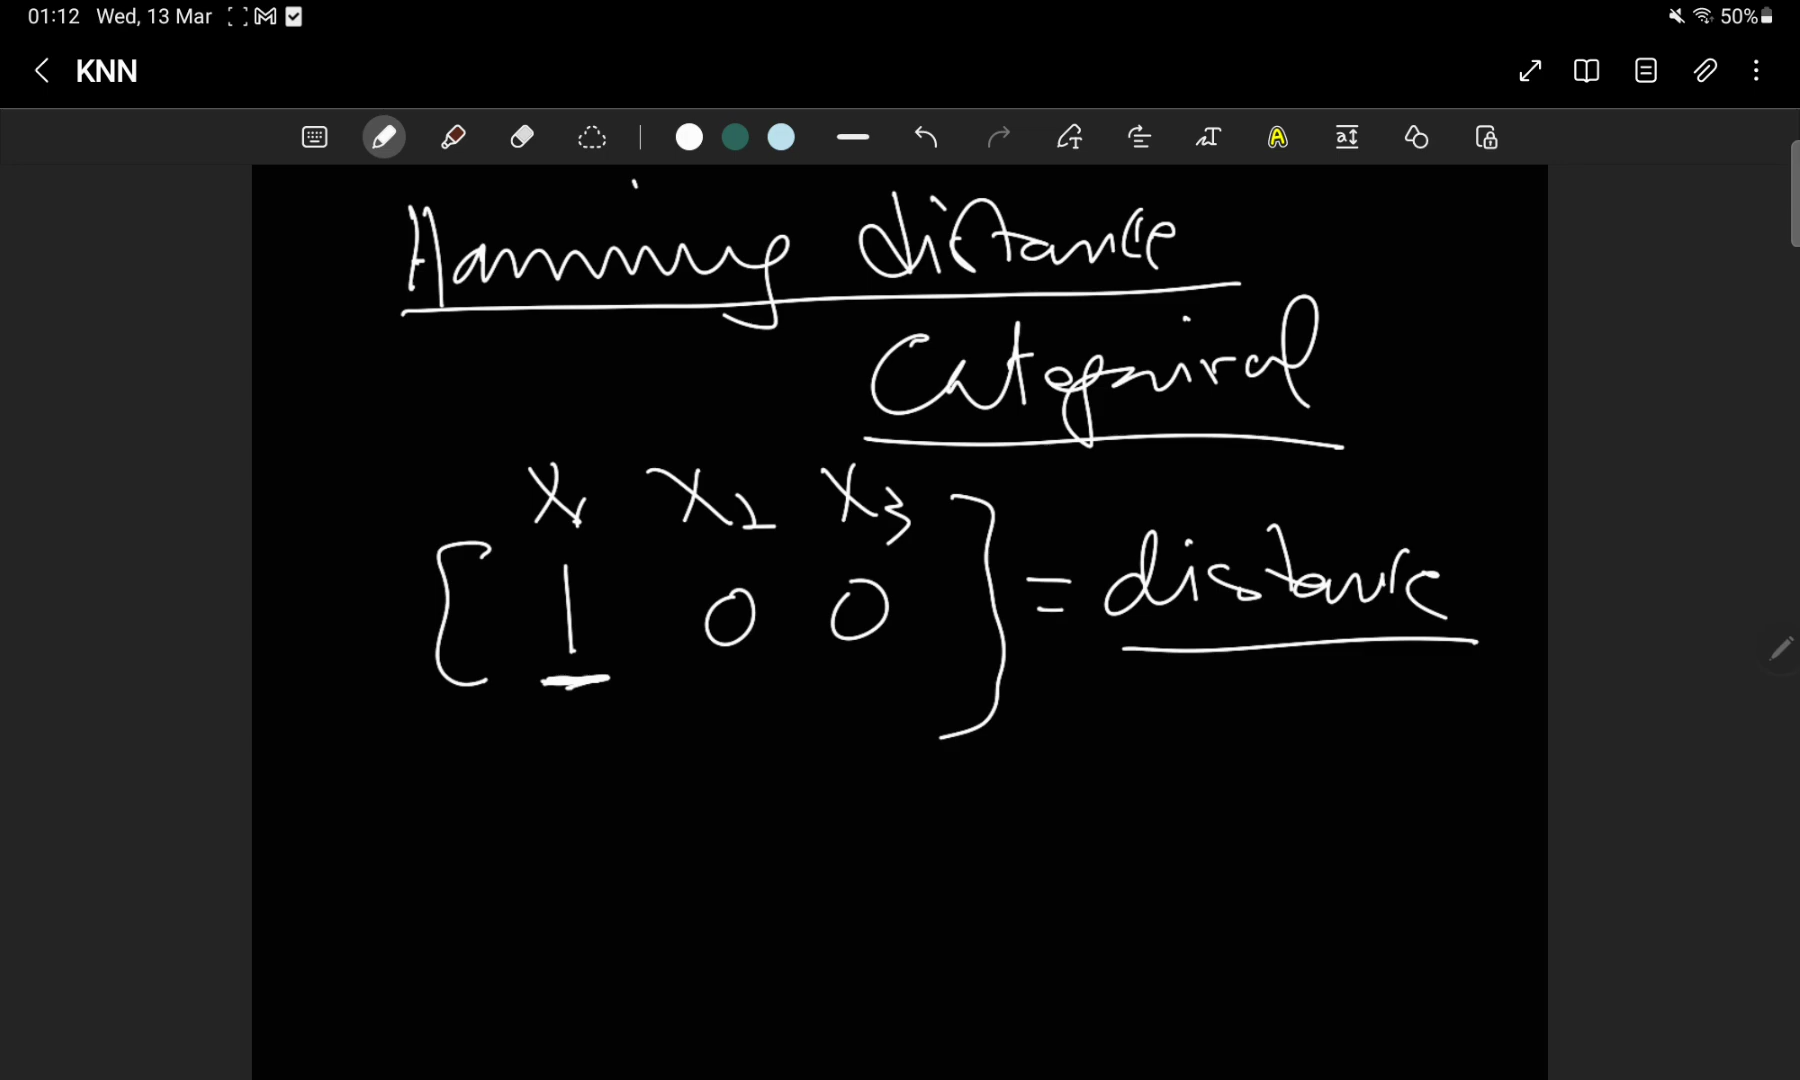 01:12 Wed, 13 Mar 50%
KNN
A a
Hamming distance
Categorical
X1 X2 X3
[ 1 0 0 ] = distance